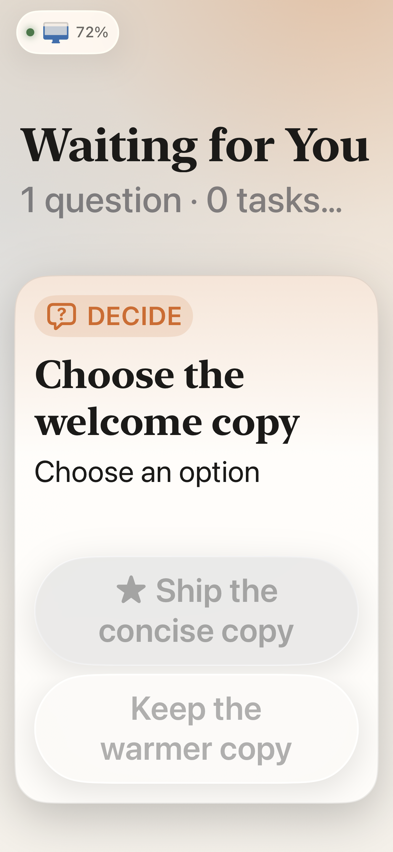 72%
Waiting for You
1 question · 0 tasks...
DECIDE
Choose the
welcome copy
Choose an option
★ Ship the
concise copy
Keep the
warmer copy